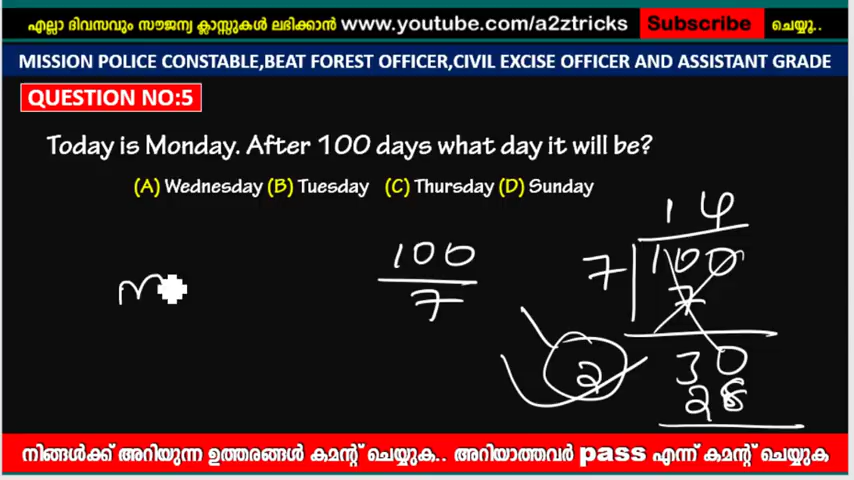 എല്ലാ ദിവസവും സൗജന്യ ക്ലാസ്സുകൾ ലഭിക്കാൻ www.youtube.com/a2ztricks Subscribe ചെയ്യൂ..
MISSION POLICE CONSTABLE,BEAT FOREST OFFICER,CIVIL EXCISE OFFICER AND ASSISTANT GRADE
QUESTION NO:5
Today is Monday. After 100 days what day it will be?
(A) Wednesday (B) Tuesday (C) Thursday (D) Sunday
14
100 7 100
7 7
m 30
2 28
നിങ്ങൾക്ക് അറിയുന്ന ഉത്തരങ്ങൾ കമന്റ് ചെയ്യുക.. അറിയാത്തവർ pass എന്ന് കമന്റ് ചെയ്യുക